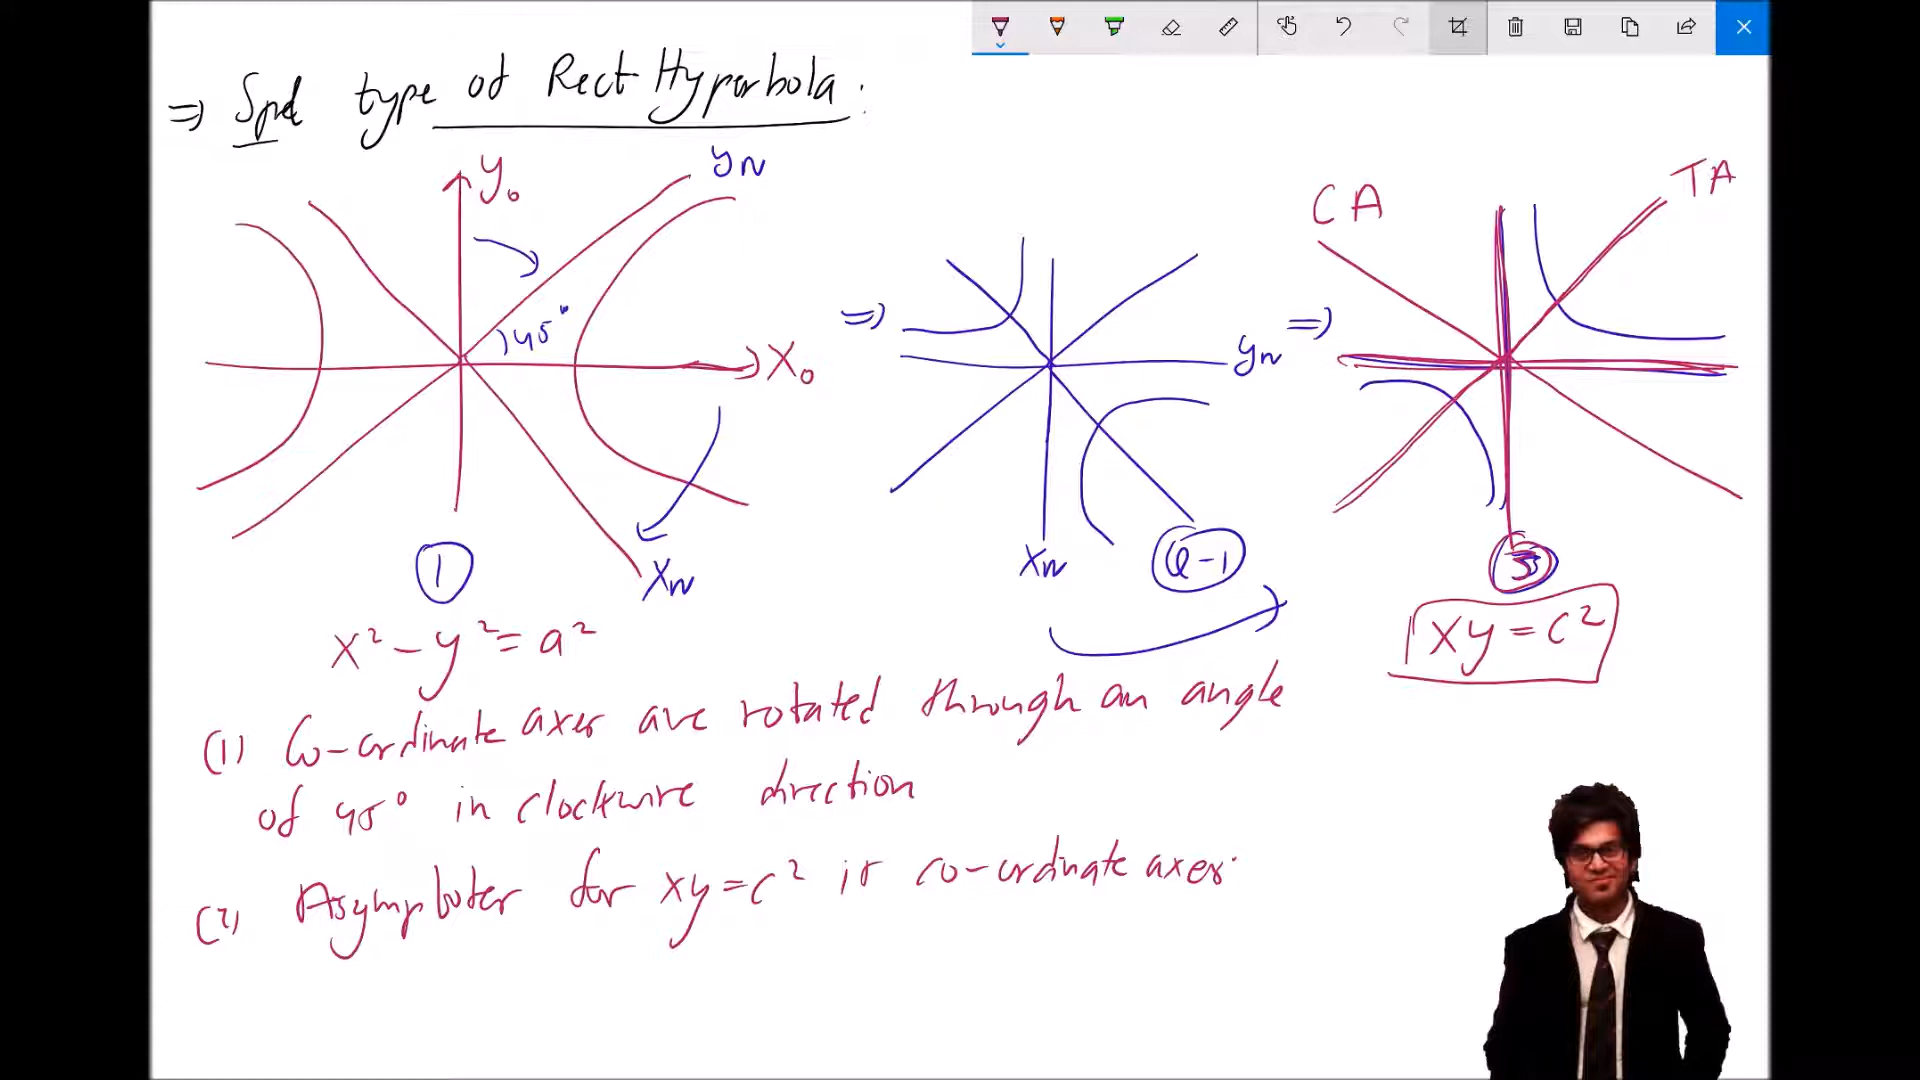 ⇒ Spcl type of Rect Hyperbola:
Y₀
yN
CA
TA
45°
X₀
⇒
yN
⇒
1
XN
XN
3
x² - y² = a²
xy = c²
(1) Co-ordinate axes are rotated through an angle
of 45° in clockwise direction
(2) Asymptotes for xy = c² is co-ordinate axes.